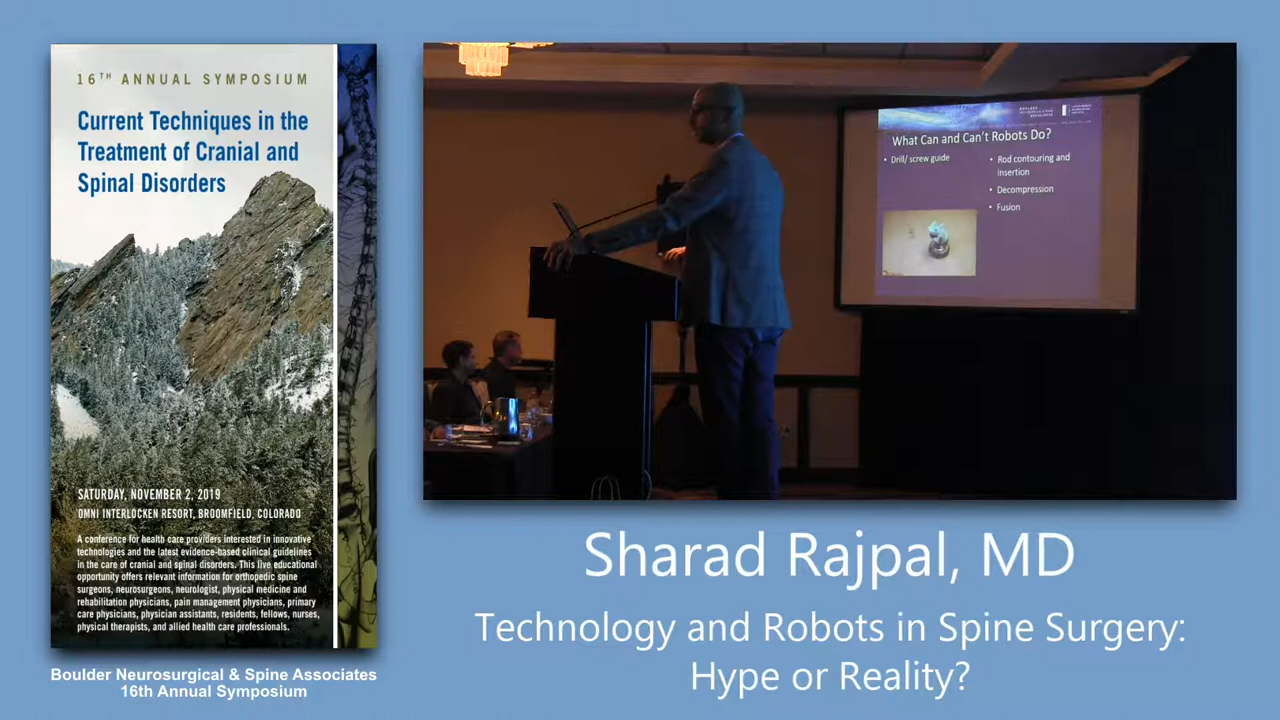 16TH ANNUAL SYMPOSIUM
Current Techniques in the
Treatment of Cranial and
Spinal Disorders
SATURDAY, NOVEMBER 2, 2019
OMNI INTERLOCKEN RESORT, BROOMFIELD, COLORADO
A conference for health care providers interested in innovative
technologies and the latest evidence-based clinical guidelines
in the care of cranial and spinal disorders. This live educational
opportunity offers relevant information for orthopedic spine
surgeons, neurosurgeons, neurologist, physical medicine and
rehabilitation physicians, pain management physicians, primary
care physicians, physician assistants, residents, fellows, nurses,
physical therapists, and allied health care professionals.
Boulder Neurosurgical & Spine Associates
16th Annual Symposium
What Can and Can't Robots Do?
• Drill/ screw guide
• Rod contouring and
insertion
• Decompression
• Fusion
Sharad Rajpal, MD
Technology and Robots in Spine Surgery:
Hype or Reality?